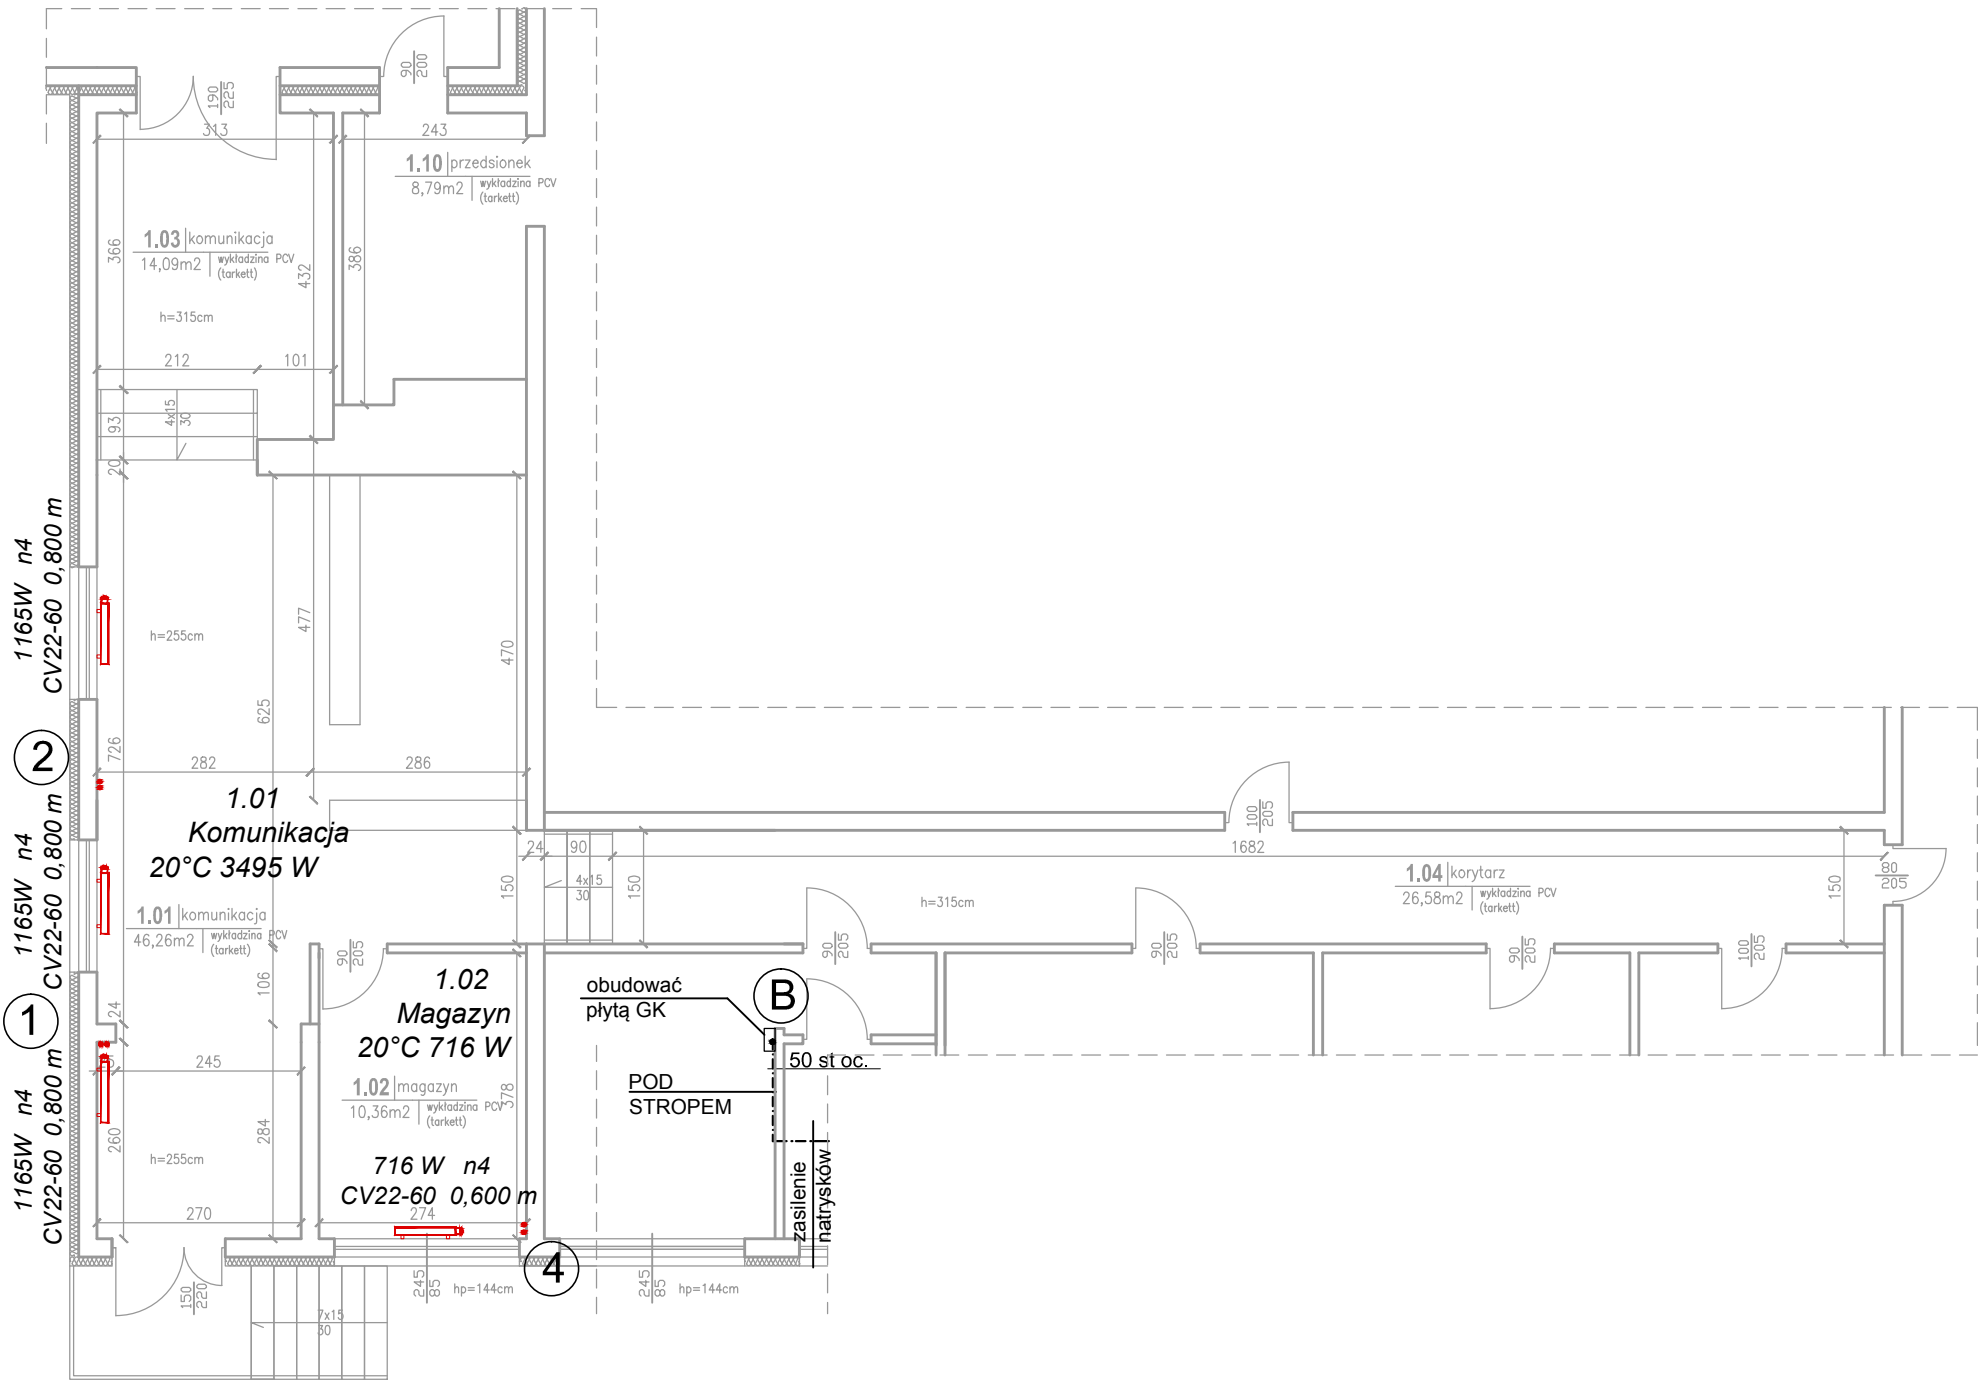 90
200
190
225
313
243
1.10 przedsionek
8,79m2 wykładzina PCV
(tarkett)
366
1.03 komunikacja
14,09m2 wykładzina PCV
(tarkett)
432
386
h=315cm
212
101
93
4x15
30
20
1165W n4
CV22-60 0,800 m
h=255cm
477
470
625
726
2
282
286
1.01
Komunikacja
20°C 3495 W
1165W n4
CV22-60 0,800 m
24
90
150
4x15
30
150
100
205
1682
h=315cm
1.04 korytarz
26,58m2 wykładzina PCV
(tarkett)
150
80
205
1.01 komunikacja
46,26m2 wykładzina PCV
(tarkett)
90
205
90
205
90
205
90
205
100
205
106
24
1
1.02
Magazyn
20°C 716 W
obudować
płytą GK
B
50 st oc.
POD
STROPEM
245
1165W n4
CV22-60 0,800 m
260
284
1.02 magazyn
10,36m2 wykładzina PCV
(tarkett)
378
h=255cm
716 W n4
CV22-60 0,600 m
zasilenie
natrysków
270
274
4
150
220
245
85
hp=144cm
245
85
hp=144cm
7x15
30